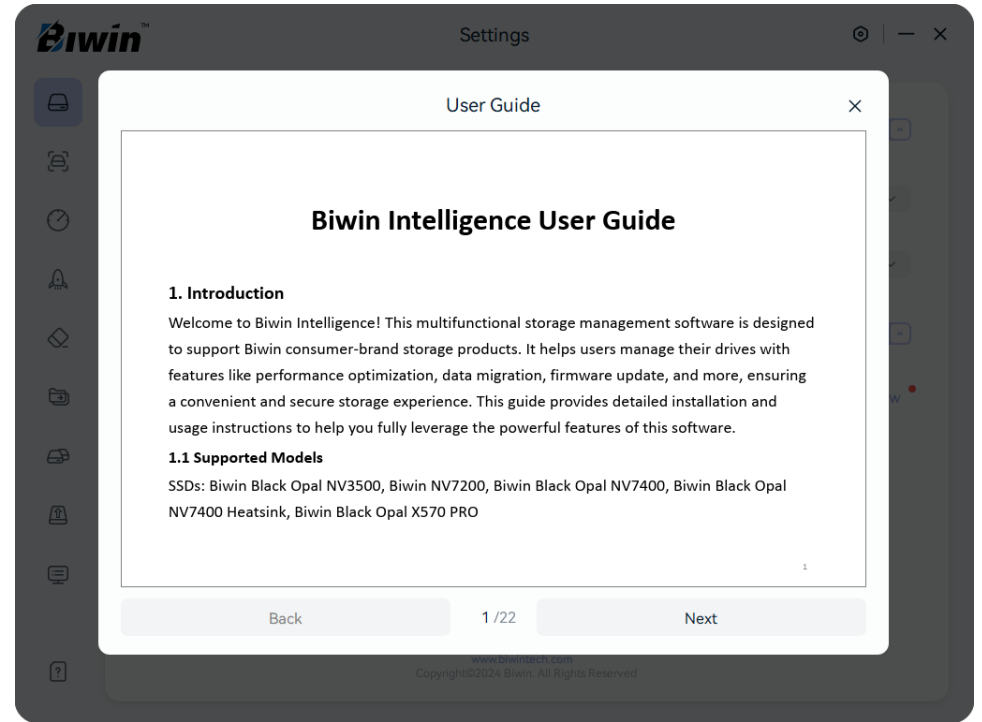 Biwin™
Settings
User Guide
Biwin Intelligence User Guide
1. Introduction
Welcome to Biwin Intelligence! This multifunctional storage management software is designed
to support Biwin consumer-brand storage products. It helps users manage their drives with
features like performance optimization, data migration, firmware update, and more, ensuring
a convenient and secure storage experience. This guide provides detailed installation and
usage instructions to help you fully leverage the powerful features of this software.
1.1 Supported Models
SSDs: Biwin Black Opal NV3500, Biwin NV7200, Biwin Black Opal NV7400, Biwin Black Opal
NV7400 Heatsink, Biwin Black Opal X570 PRO
1
Back
1 /22
Next
www.biwintech.com
Copyright©2024 Biwin. All Rights Reserved